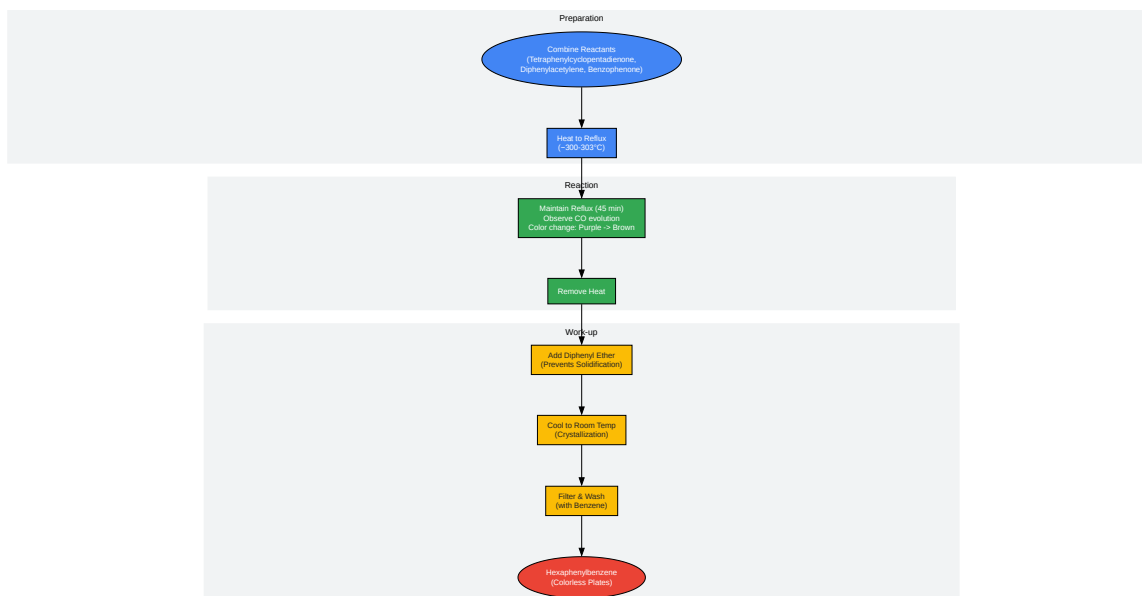 Preparation
Combine Reactants
(Tetraphenylcyclopentadienone,
Diphenylacetylene, Benzophenone)
Heat to Reflux
(~300-303°C)
Reaction
Maintain Reflux (45 min)
Observe CO evolution
Color change: Purple -> Brown
Remove Heat
Work-up
Add Diphenyl Ether
(Prevents Solidification)
Cool to Room Temp
(Crystallization)
Filter & Wash
(with Benzene)
Hexaphenylbenzene
(Colorless Plates)